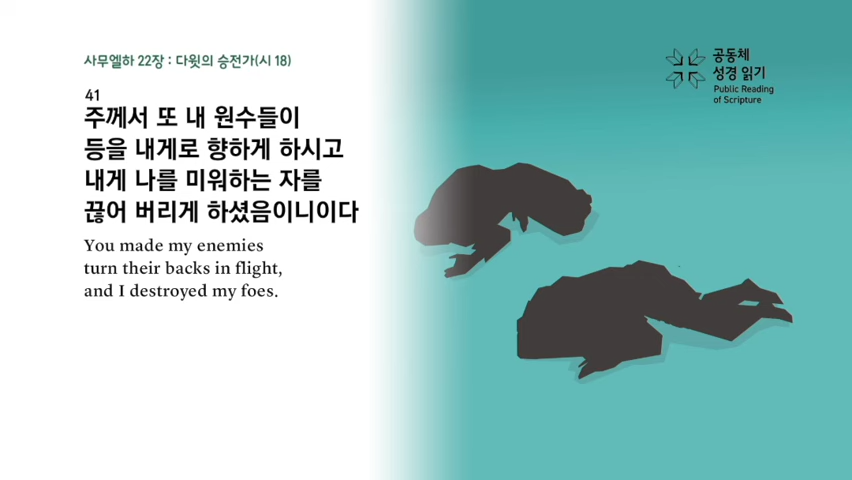 사무엘하 22장 : 다윗의 승전가(시 18)
공동체
성경 읽기
Public Reading
of Scripture
41
주께서 또 내 원수들이
등을 내게로 향하게 하시고
내게 나를 미워하는 자를
끊어 버리게 하셨음이니이다
You made my enemies
turn their backs in flight,
and I destroyed my foes.